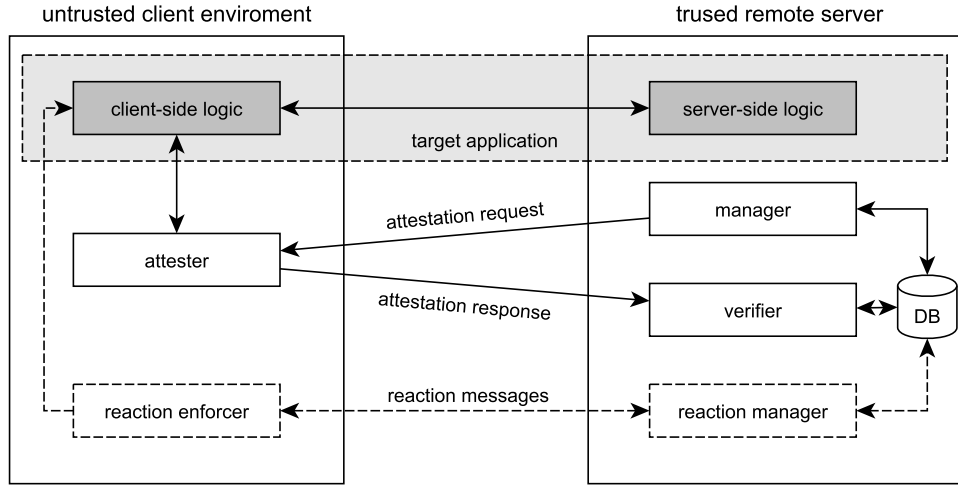 untrusted client enviroment
trused remote server
client-side logic
server-side logic
target application
attestation request
manager
attester
attestation response
verifier
DB
reaction enforcer
reaction messages
reaction manager